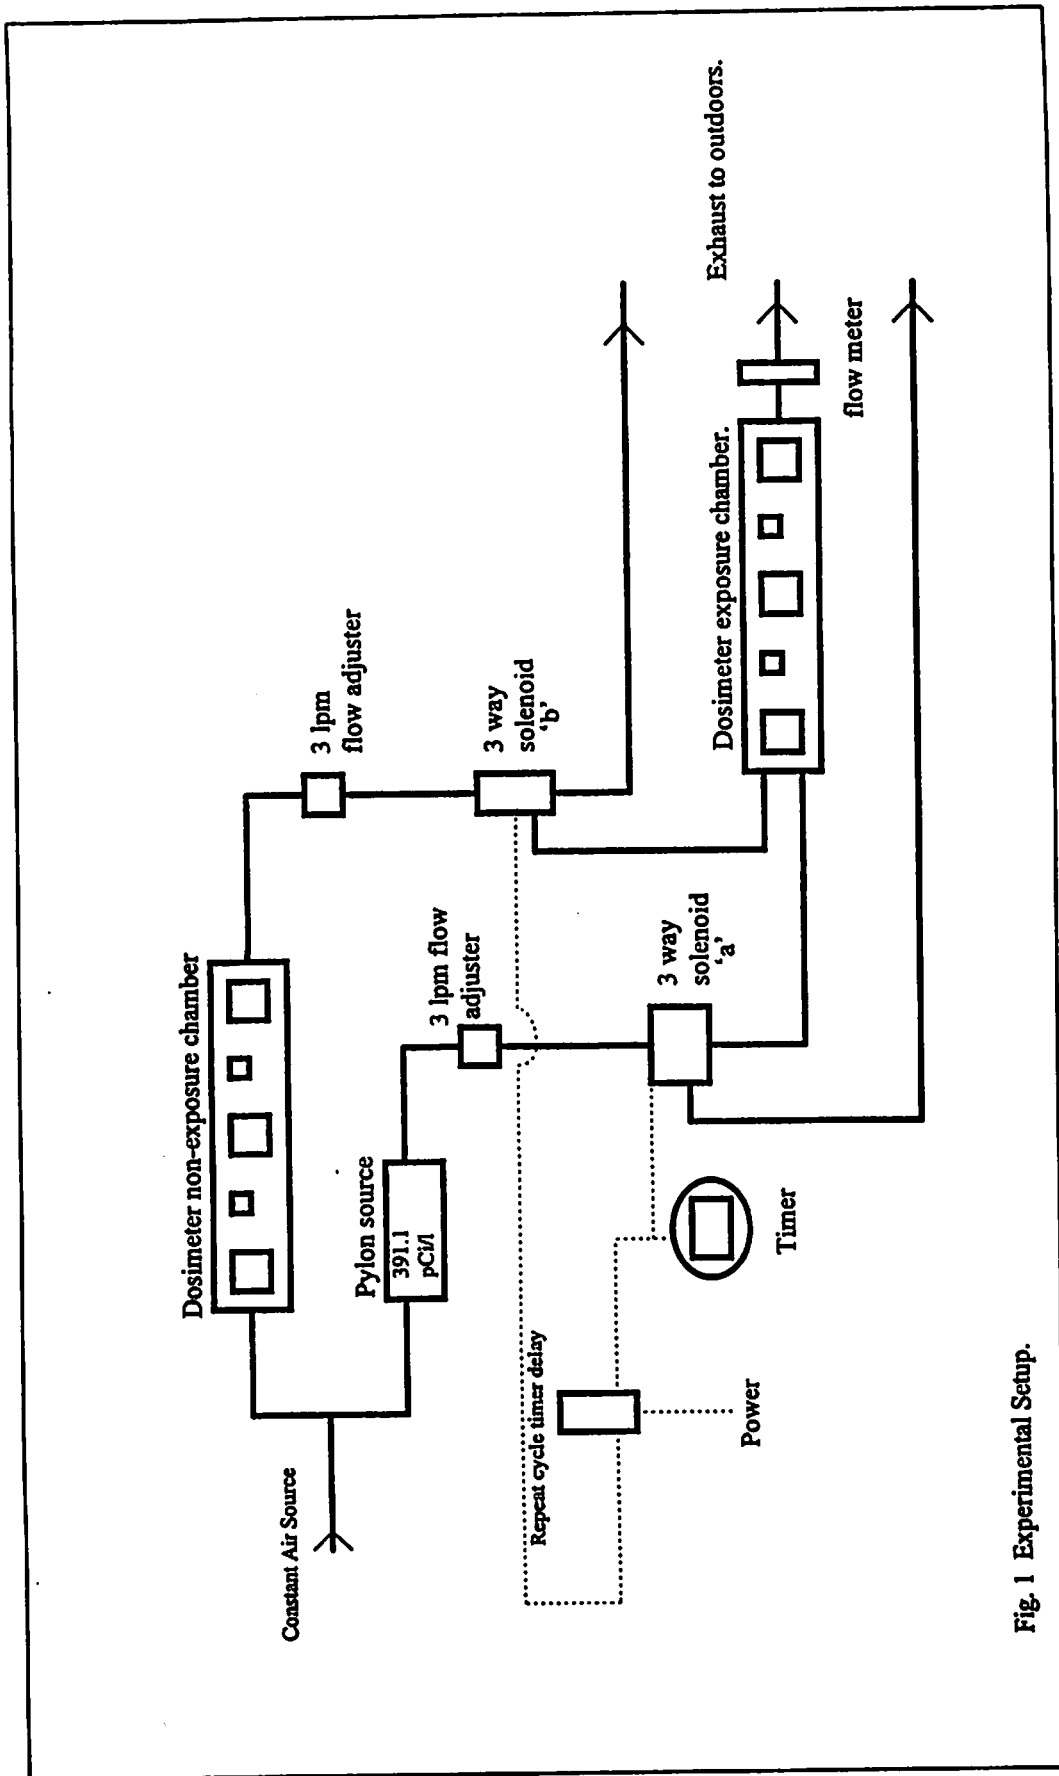 Constant Air Source
Dosimeter non-exposure chamber
Pylon source
391.1
pCi/l
3 lpm
flow adjuster
3 lpm flow
adjuster
3 way
solenoid
'b'
3 way
solenoid
'a'
Repeat cycle timer delay
Power
Timer
Dosimeter exposure chamber.
flow meter
Exhaust to outdoors.
Fig. 1 Experimental Setup.